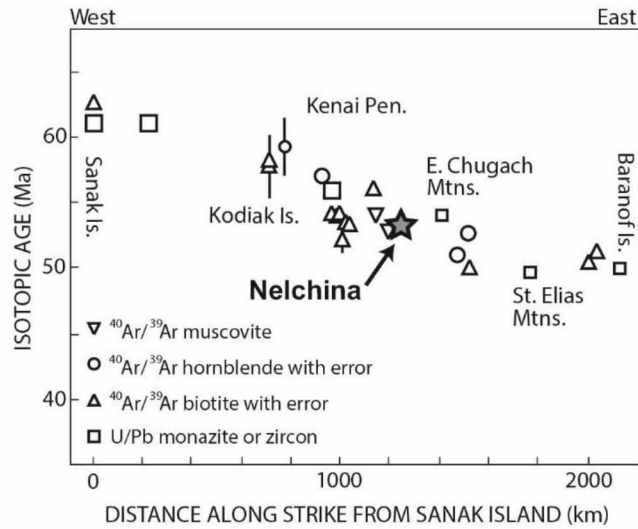 West East
Kenai Pen.
60
E. Chugach
Mtns.
Sanak Is.
Baranof Is.
Kodiak Is.
ISOTOPIC AGE (Ma)
50
Nelchina
St. Elias
Mtns.
⁴⁰Ar/³⁹Ar muscovite
⁴⁰Ar/³⁹Ar hornblende with error
40
⁴⁰Ar/³⁹Ar biotite with error
U/Pb monazite or zircon
0 1000 2000
DISTANCE ALONG STRIKE FROM SANAK ISLAND (km)